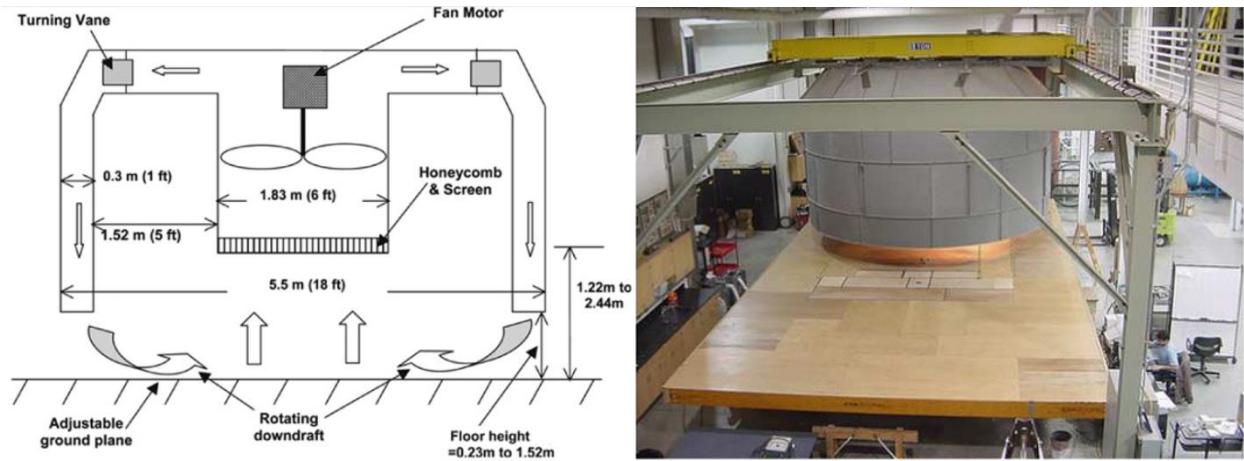 Turning Vane
Fan Motor
0.3 m (1 ft)
1.83 m (6 ft)
Honeycomb
& Screen
1.52 m (5 ft)
5.5 m (18 ft)
1.22m to
2.44m
Adjustable
ground plane
Rotating
downdraft
Floor height
=0.23m to 1.52m